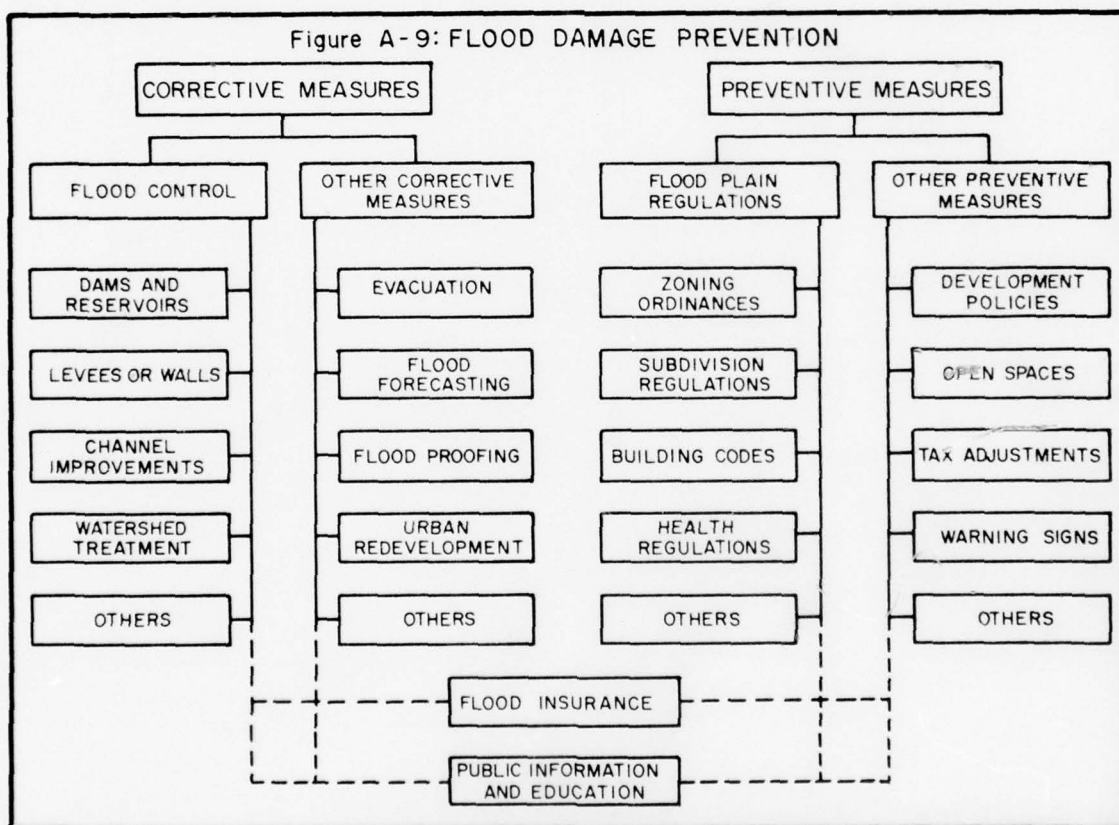 Figure A-9: FLOOD DAMAGE PREVENTION
CORRECTIVE MEASURES
PREVENTIVE MEASURES
FLOOD CONTROL
OTHER CORRECTIVE
MEASURES
FLOOD PLAIN
REGULATIONS
OTHER PREVENTIVE
MEASURES
DAMS AND
RESERVOIRS
EVACUATION
ZONING
ORDINANCES
DEVELOPMENT
POLICIES
LEVEES OR WALLS
FLOOD
FORECASTING
SUBDIVISION
REGULATIONS
OPEN SPACES
CHANNEL
IMPROVEMENTS
FLOOD PROOFING
BUILDING CODES
TAX ADJUSTMENTS
WATERSHED
TREATMENT
URBAN
REDEVELOPMENT
HEALTH
REGULATIONS
WARNING SIGNS
OTHERS
OTHERS
OTHERS
OTHERS
FLOOD INSURANCE
PUBLIC INFORMATION
AND EDUCATION